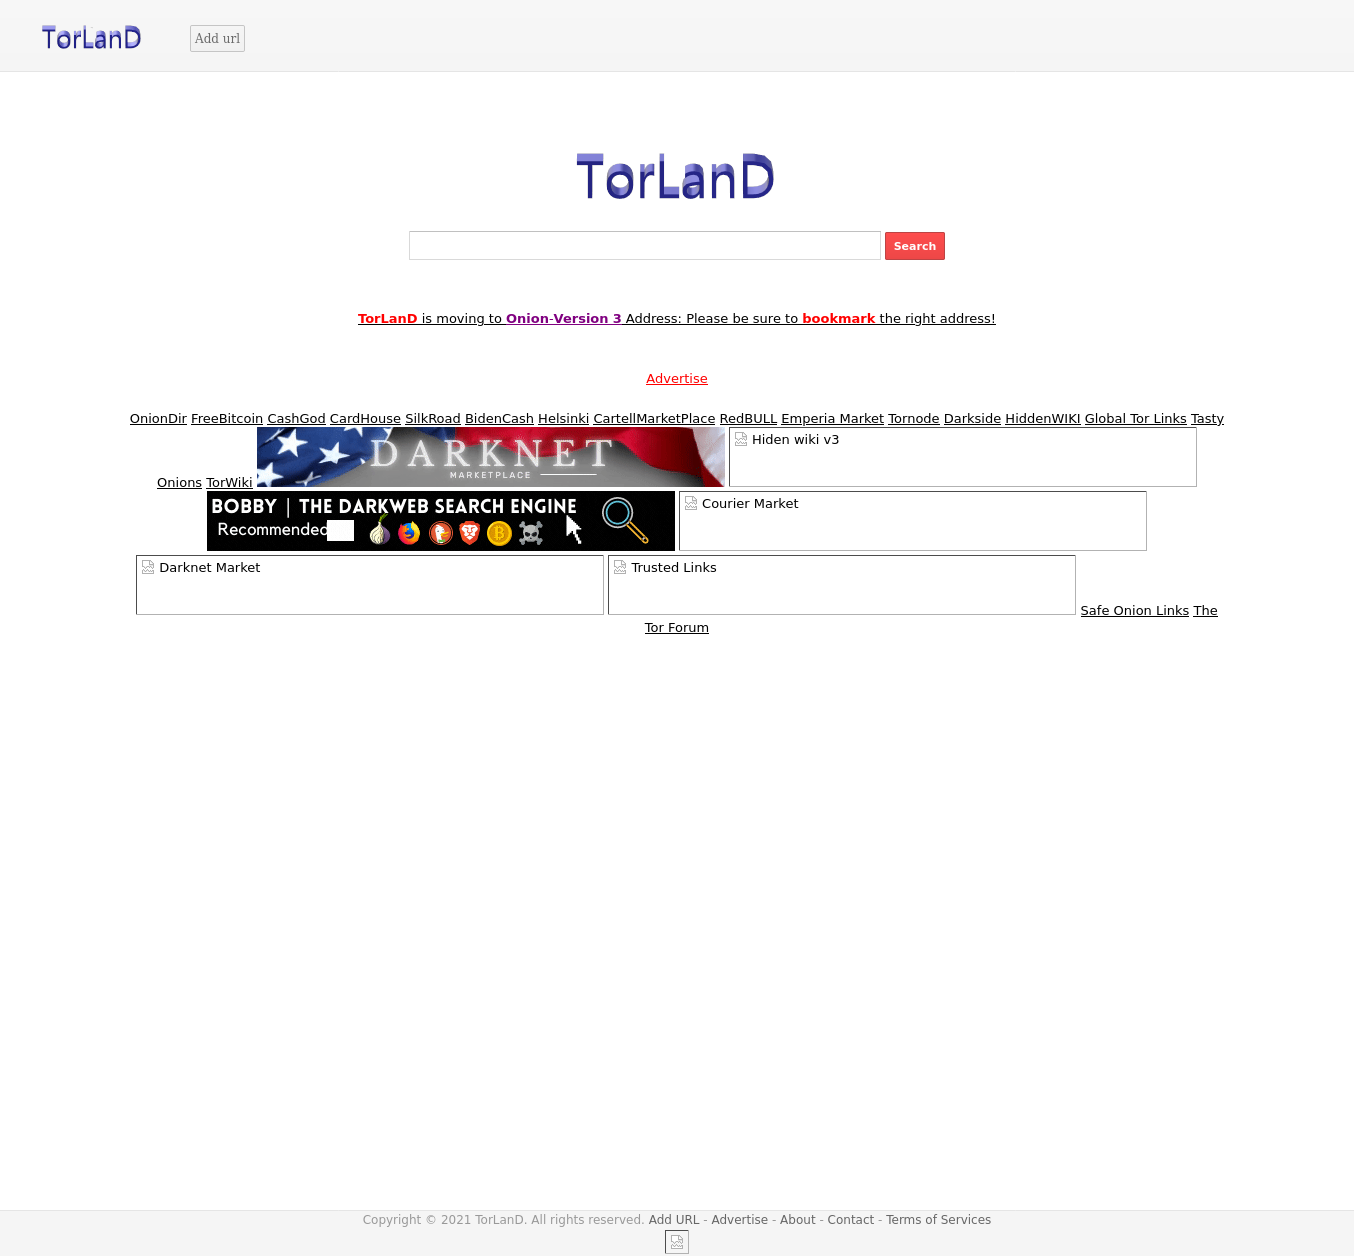 TorLanD
Add url
TorLanD
Search
TorLanD is moving to Onion-Version 3 Address: Please be sure to bookmark the right address!
Advertise
OnionDir FreeBitcoin CashGod CardHouse SilkRoad BidenCash Helsinki CartellMarketPlace RedBULL Emperia Market Tornode Darkside HiddenWIKI Global Tor Links Tasty
Onions TorWiki
DARKNET
MARKETPLACE
Hiden wiki v3
BOBBY | THE DARKWEB SEARCH ENGINE
Recommended
Courier Market
Darknet Market
Trusted Links
Safe Onion Links The
Tor Forum
Copyright © 2021 TorLanD. All rights reserved. Add URL - Advertise - About - Contact - Terms of Services